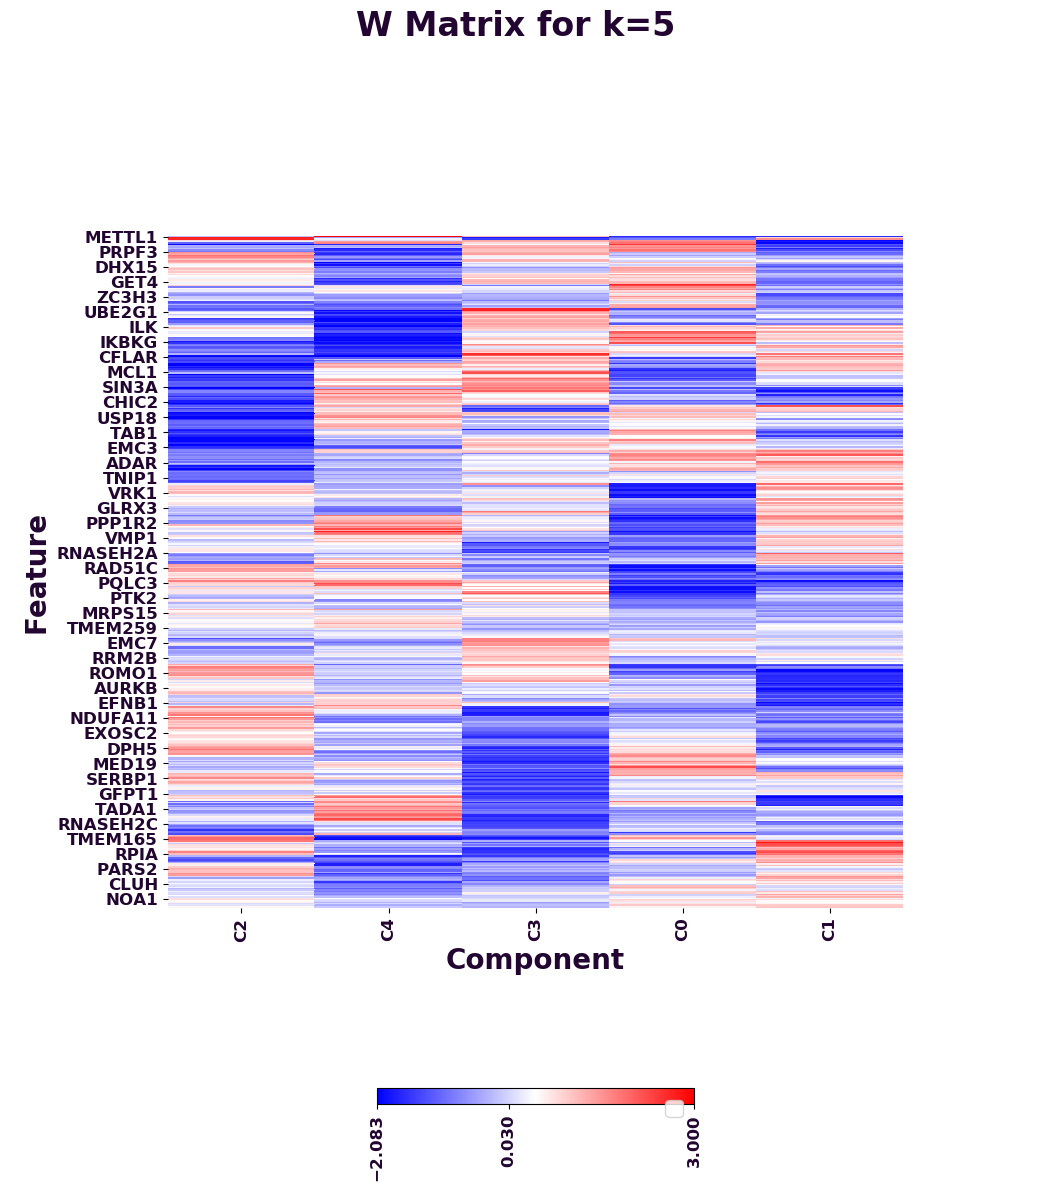 W Matrix for k=5
Feature
METTL1
PRPF3
DHX15
GET4
ZC3H3
UBE2G1
ILK
IKBKG
CFLAR
MCL1
SIN3A
CHIC2
USP18
TAB1
EMC3
ADAR
TNIP1
VRK1
GLRX3
PPP1R2
VMP1
RNASEH2A
RAD51C
PQLC3
PTK2
MRPS15
TMEM259
EMC7
RRM2B
ROMO1
AURKB
EFNB1
NDUFA11
EXOSC2
DPH5
MED19
SERBP1
GFPT1
TADA1
RNASEH2C
TMEM165
RPIA
PARS2
CLUH
NOA1
C2 C4 C3 C0 C1
Component
−2.083 0.030 3.000